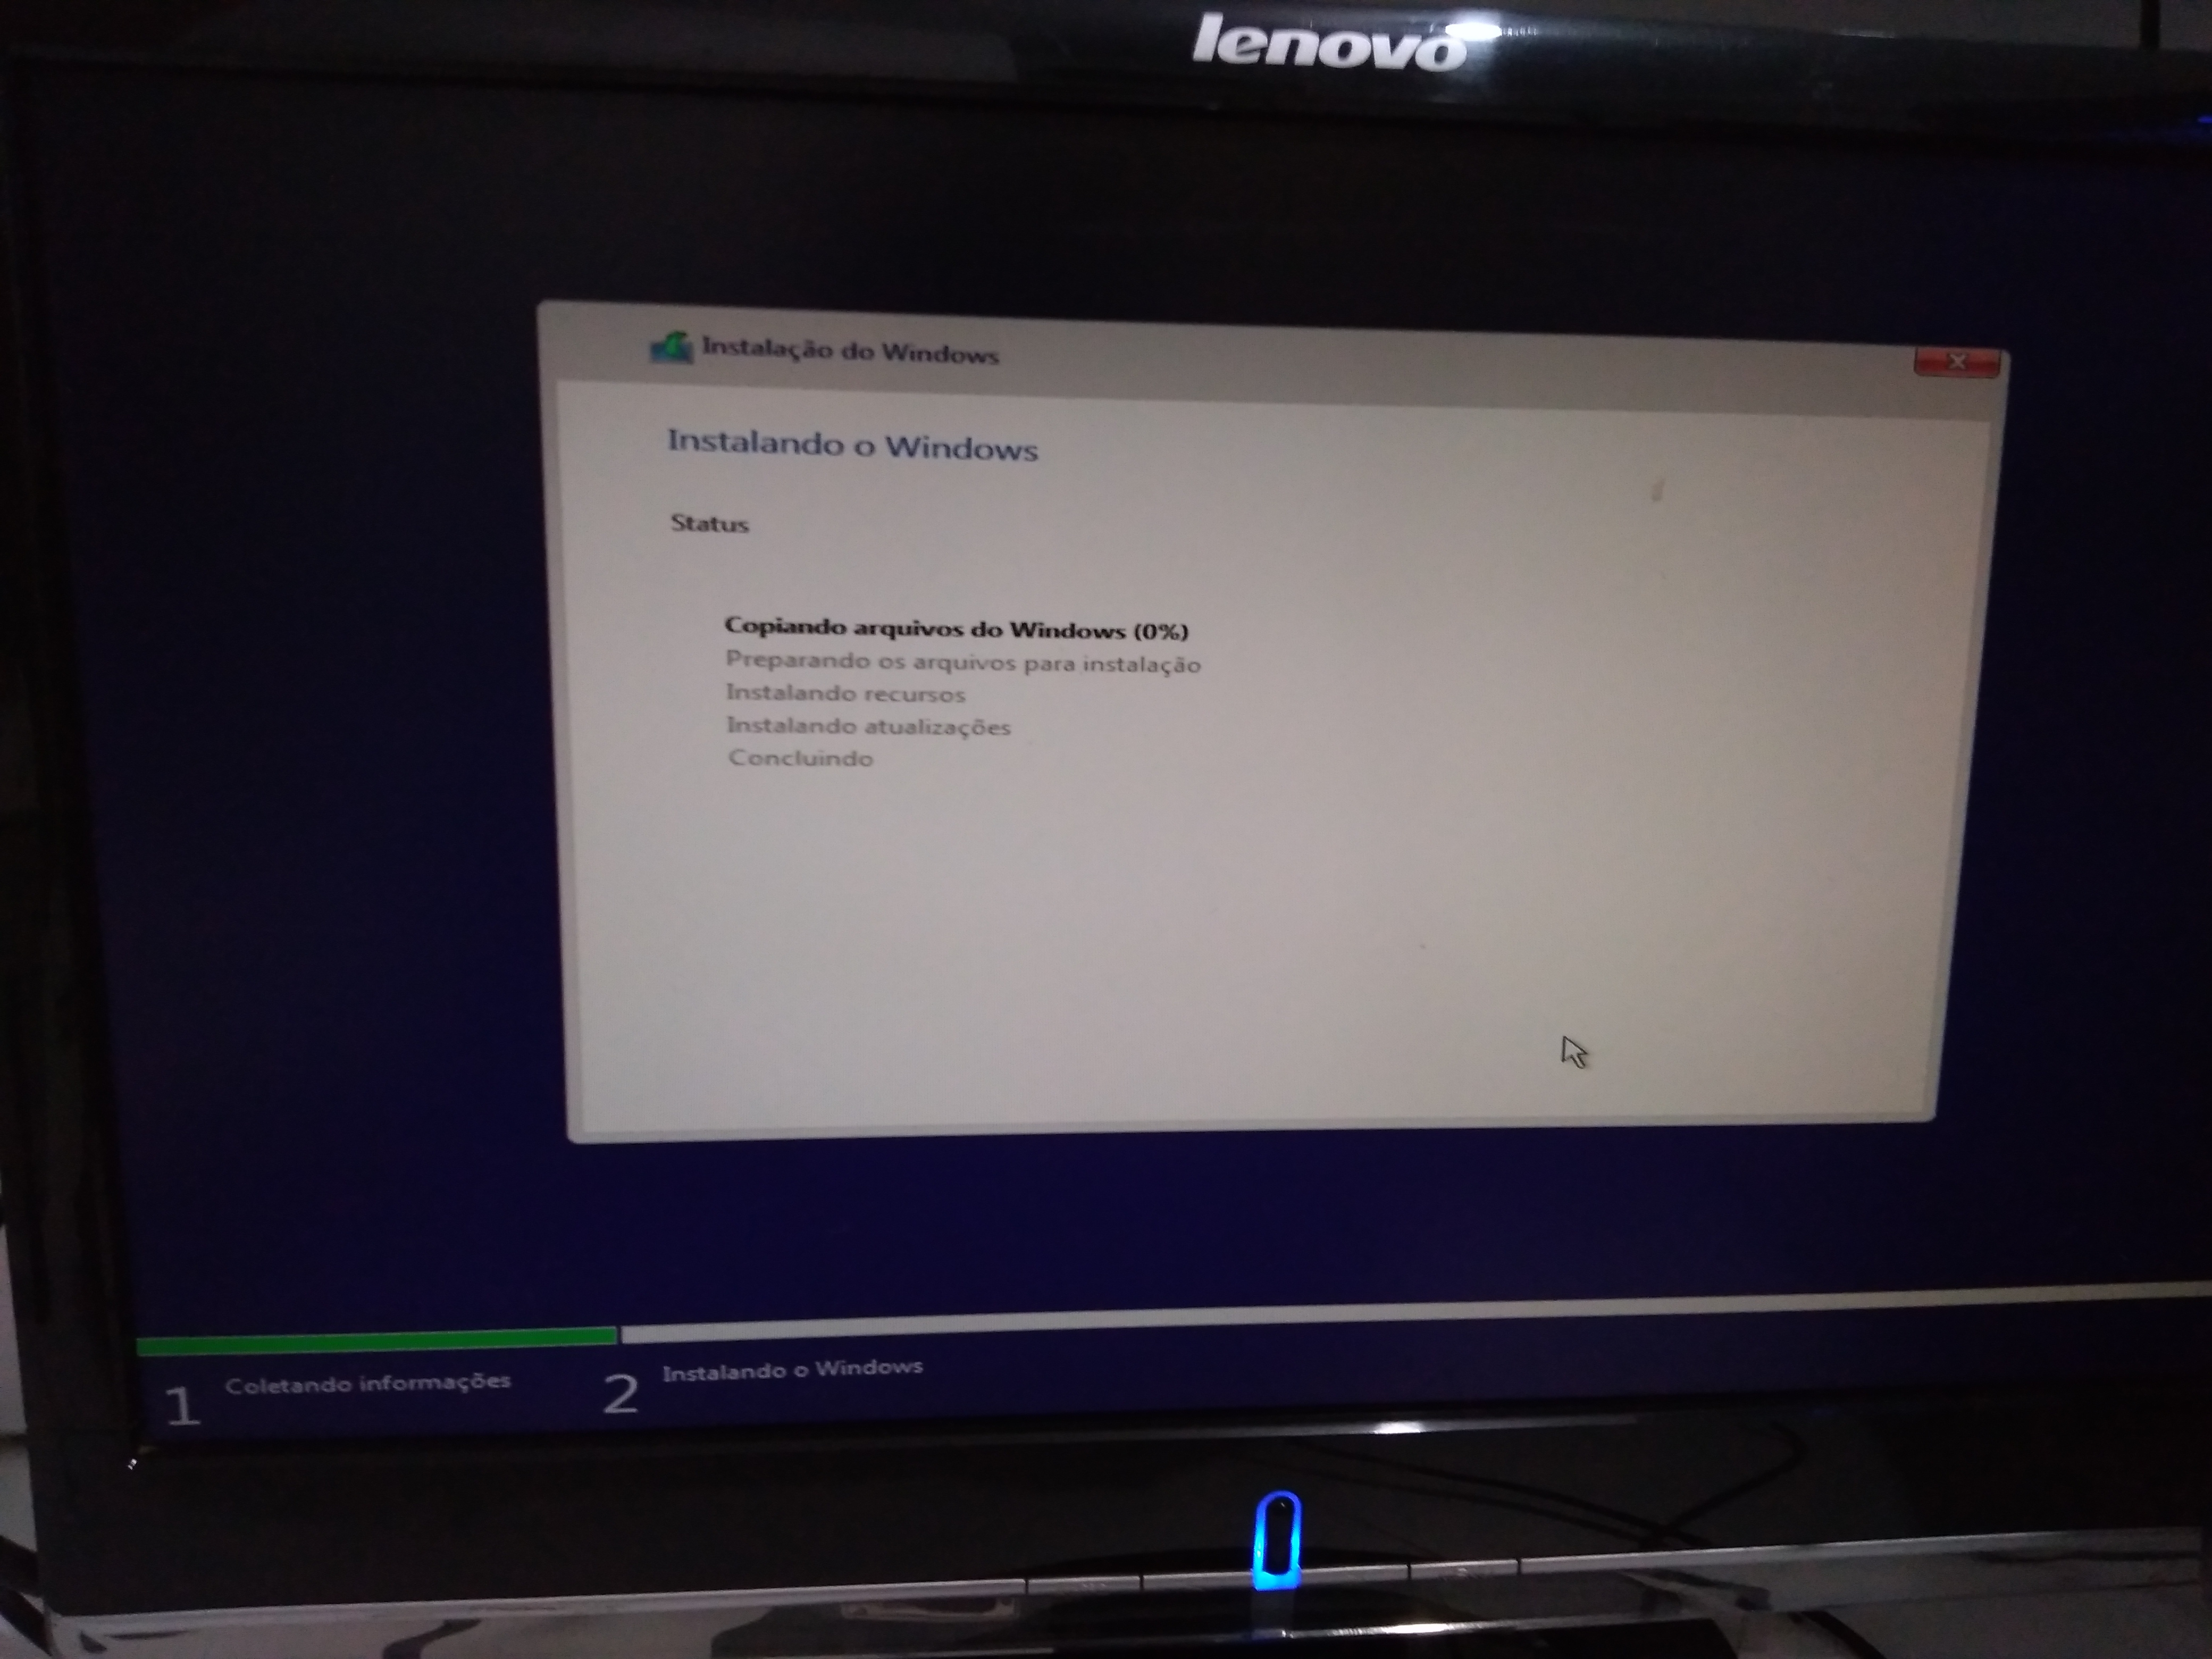 lenovo
Instalação do Windows
Instalando o Windows
Status
Copiando arquivos do Windows (0%)
Preparando os arquivos para instalação
Instalando recursos
Instalando atualizações
Concluindo
1 Coletando informações
2 Instalando o Windows